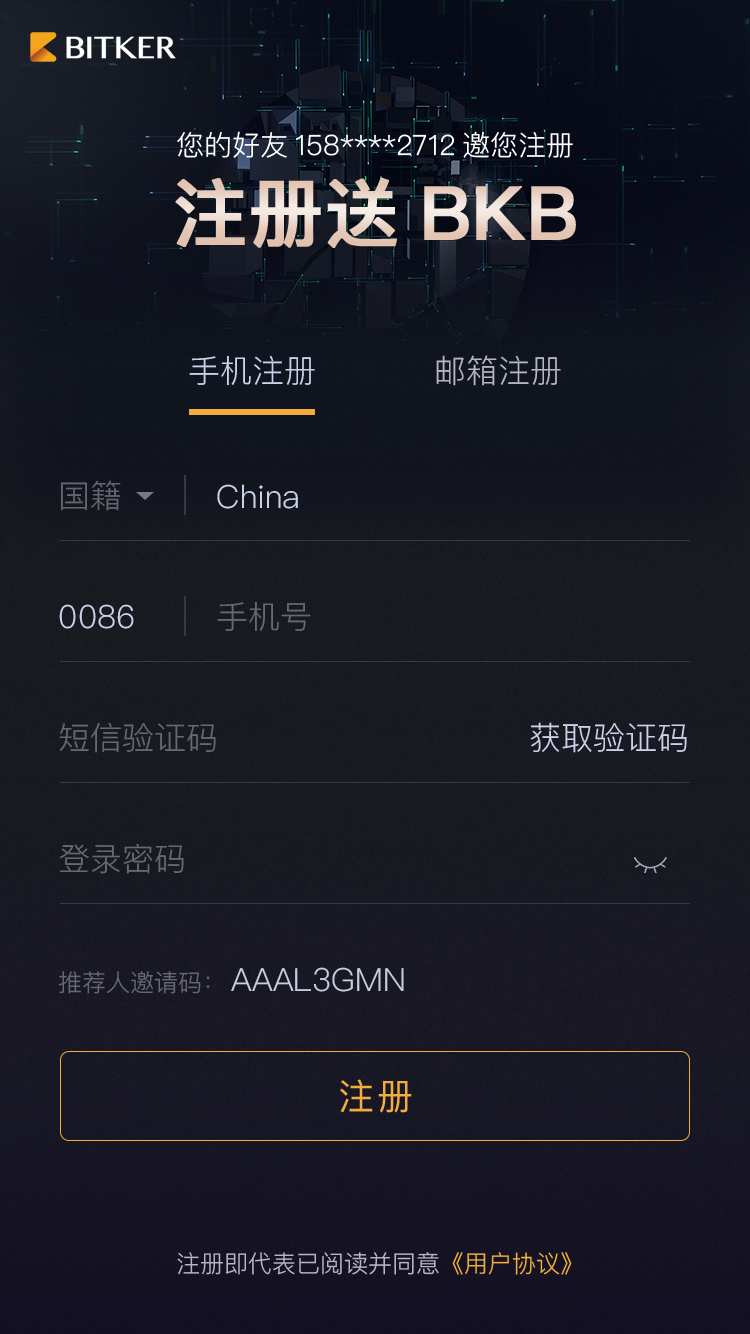 BITKER
您的好友 158****2712 邀您注册
注册送 BKB
手机注册 邮箱注册
国籍 China
0086 手机号
短信验证码 获取验证码
登录密码
推荐人邀请码： AAAL3GMN
注册
注册即代表已阅读并同意《用户协议》